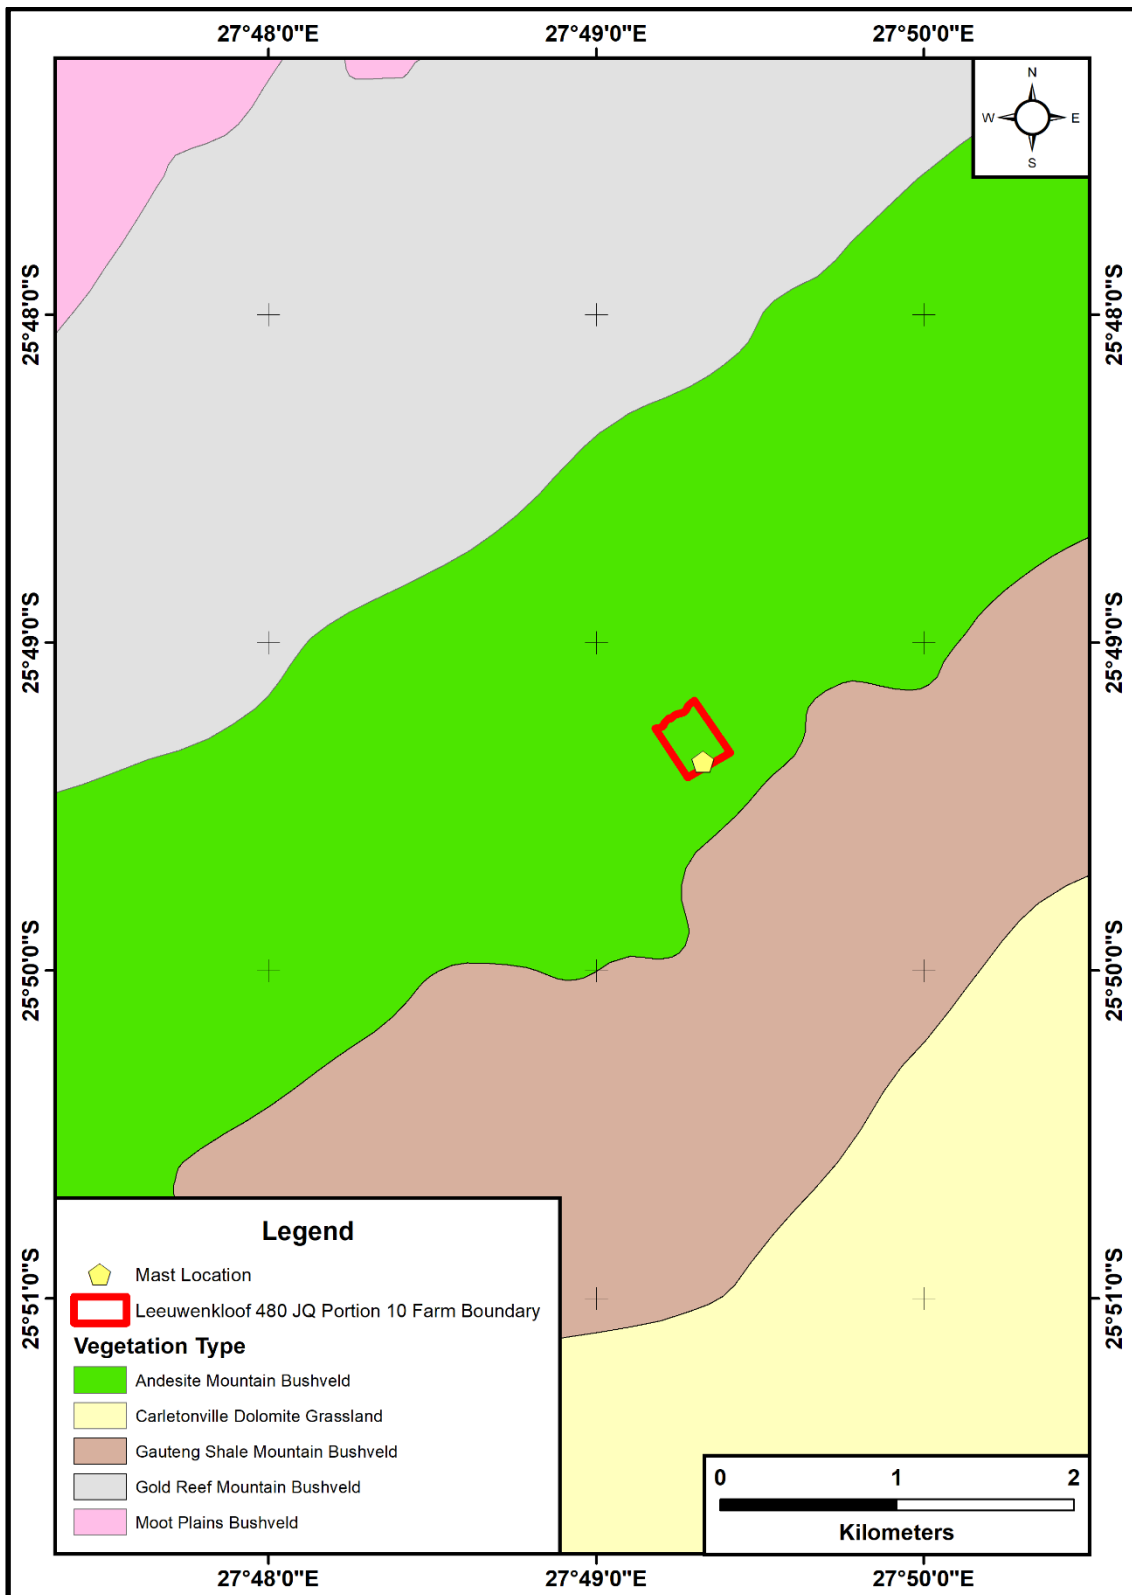 27°48'0"E 27°49'0"E 27°50'0"E
N
W E
S
25°48'0"S 25°48'0"S
25°49'0"S 25°49'0"S
25°50'0"S 25°50'0"S
25°51'0"S 25°51'0"S
Legend
Mast Location
Leeuwenkloof 480 JQ Portion 10 Farm Boundary
Vegetation Type
Andesite Mountain Bushveld
Carletonville Dolomite Grassland
Gauteng Shale Mountain Bushveld
Gold Reef Mountain Bushveld
Moot Plains Bushveld
0 1 2
Kilometers
27°48'0"E 27°49'0"E 27°50'0"E